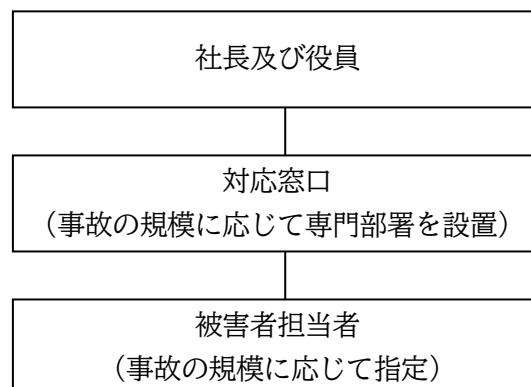 社長及び役員
対応窓口
（事故の規模に応じて専門部署を設置）
被害者担当者
（事故の規模に応じて指定）